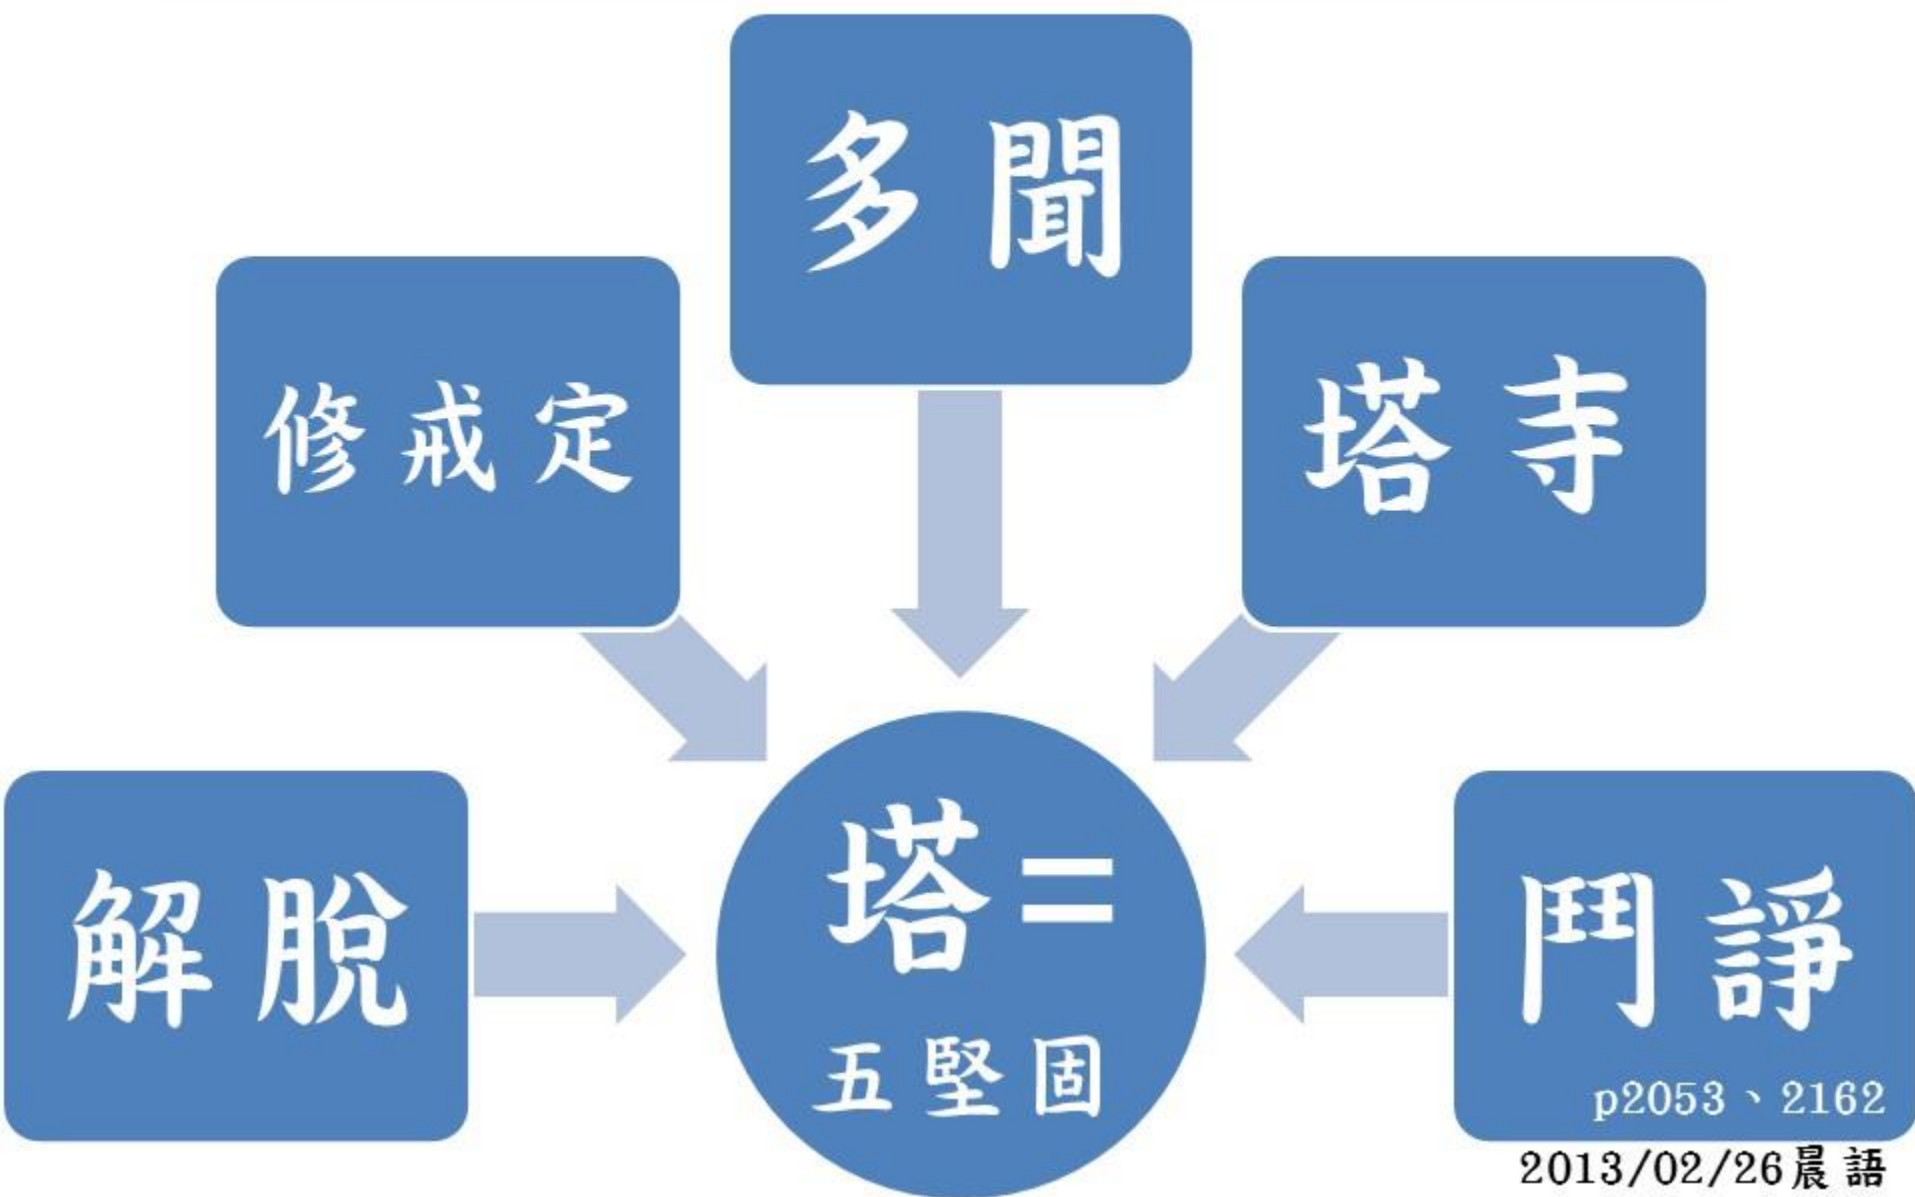 多聞
修戒定
塔寺
解脫
塔=
五堅固
鬥諍
p2053、2162
2013/02/26晨語